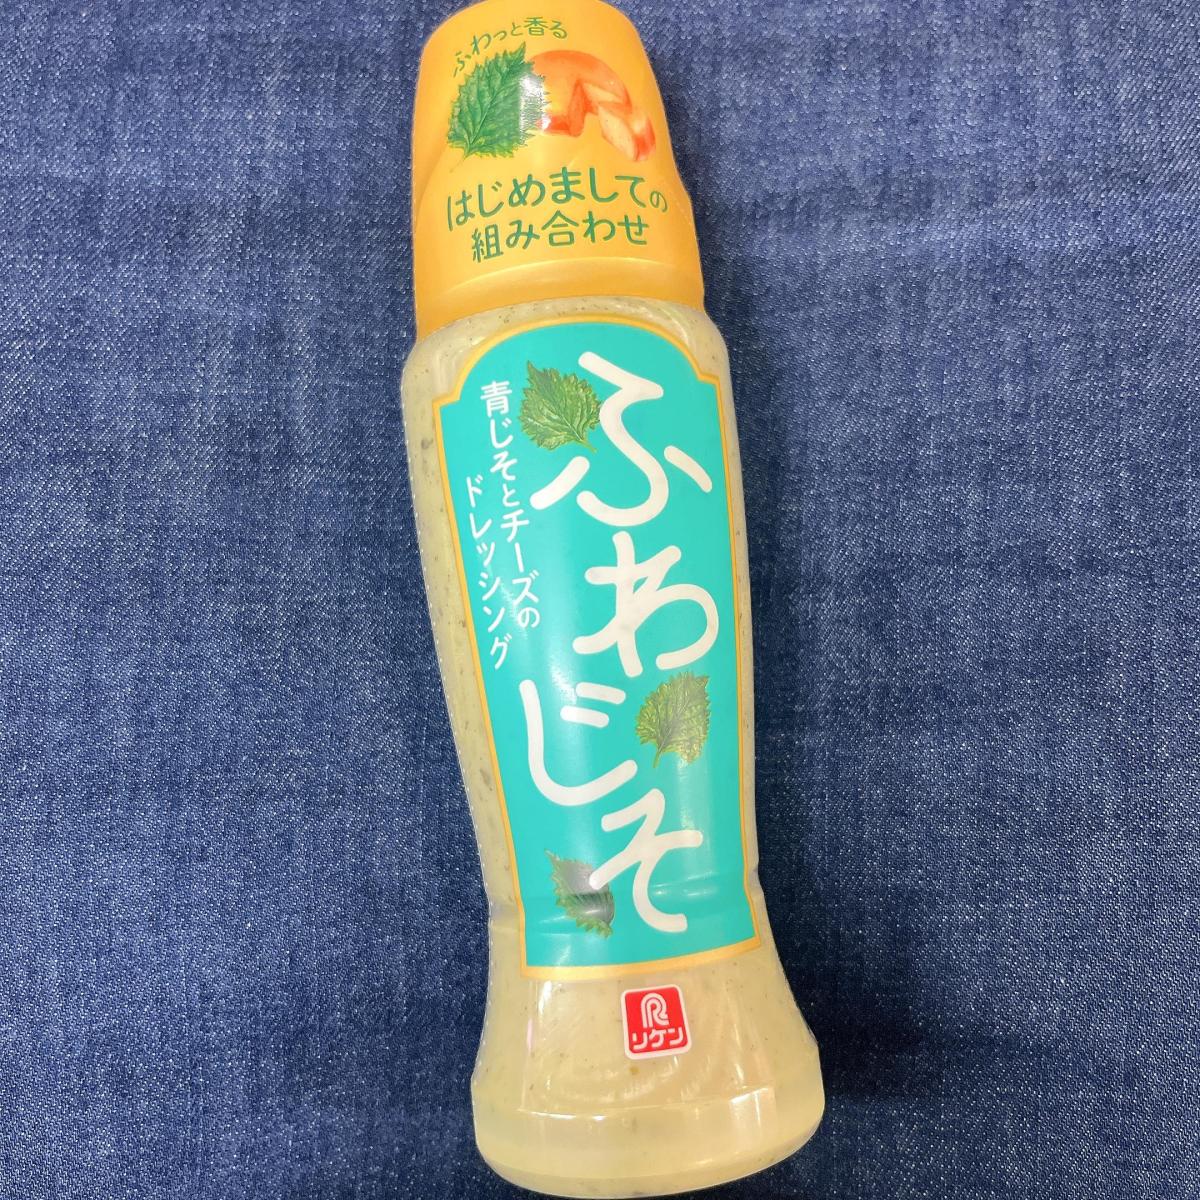 ふわっと香る
はじめましての
組み合わせ
ふわじそ
青じそとチーズの
ドレッシング
R
リケン